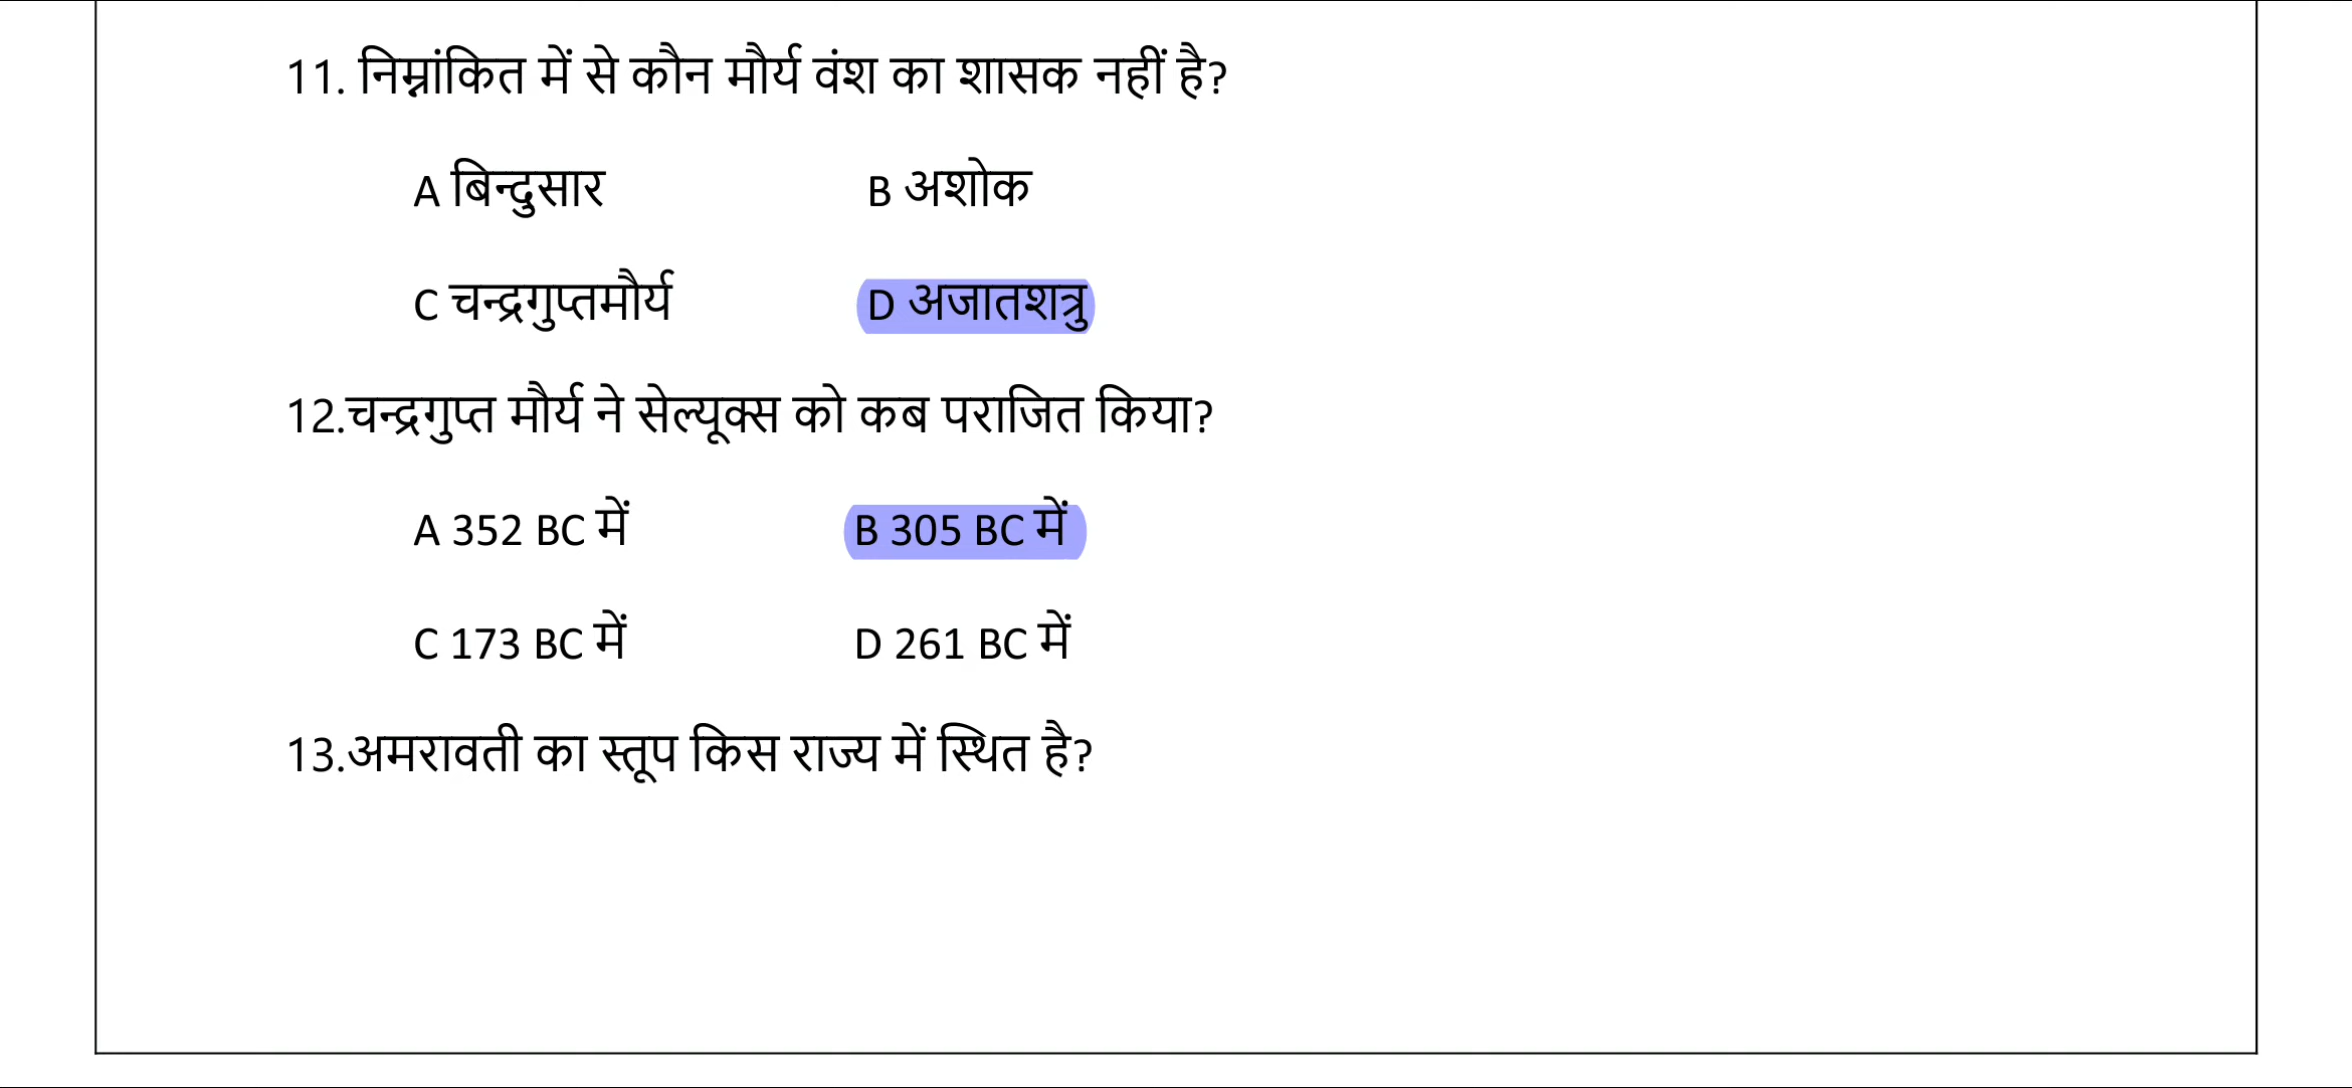 11. निम्नांकित में से कौन मौर्य वंश का शासक नहीं है?
A बिन्दुसार B अशोक
C चन्द्रगुप्तमौर्य D अजातशत्रु
12.चन्द्रगुप्त मौर्य ने सेल्यूक्स को कब पराजित किया?
A 352 BC में B 305 BC में
C 173 BC में D 261 BC में
13.अमरावती का स्तूप किस राज्य में स्थित है?